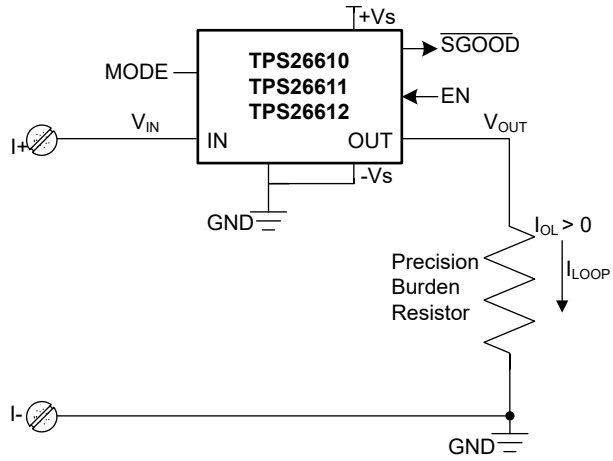 +Vs
SGOOD
TPS26610
MODE
TPS26611
EN
TPS26612
VIN
VOUT
I+
IN
OUT
-Vs
GND
IOL > 0
Precision
Burden
Resistor
ILOOP
I-
GND